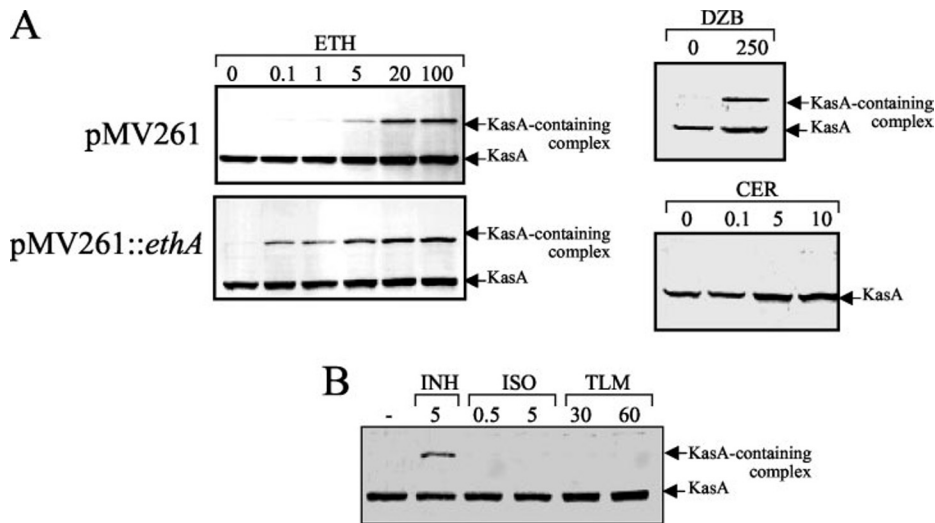 A
ETH
0 0.1 1 5 20 100
pMV261
KasA-containing
complex
KasA
pMV261::ethA
KasA-containing
complex
KasA
DZB
0 250
KasA-containing
complex
KasA
CER
0 0.1 5 10
KasA
B
INH ISO TLM
- 5 0.5 5 30 60
KasA-containing
complex
KasA